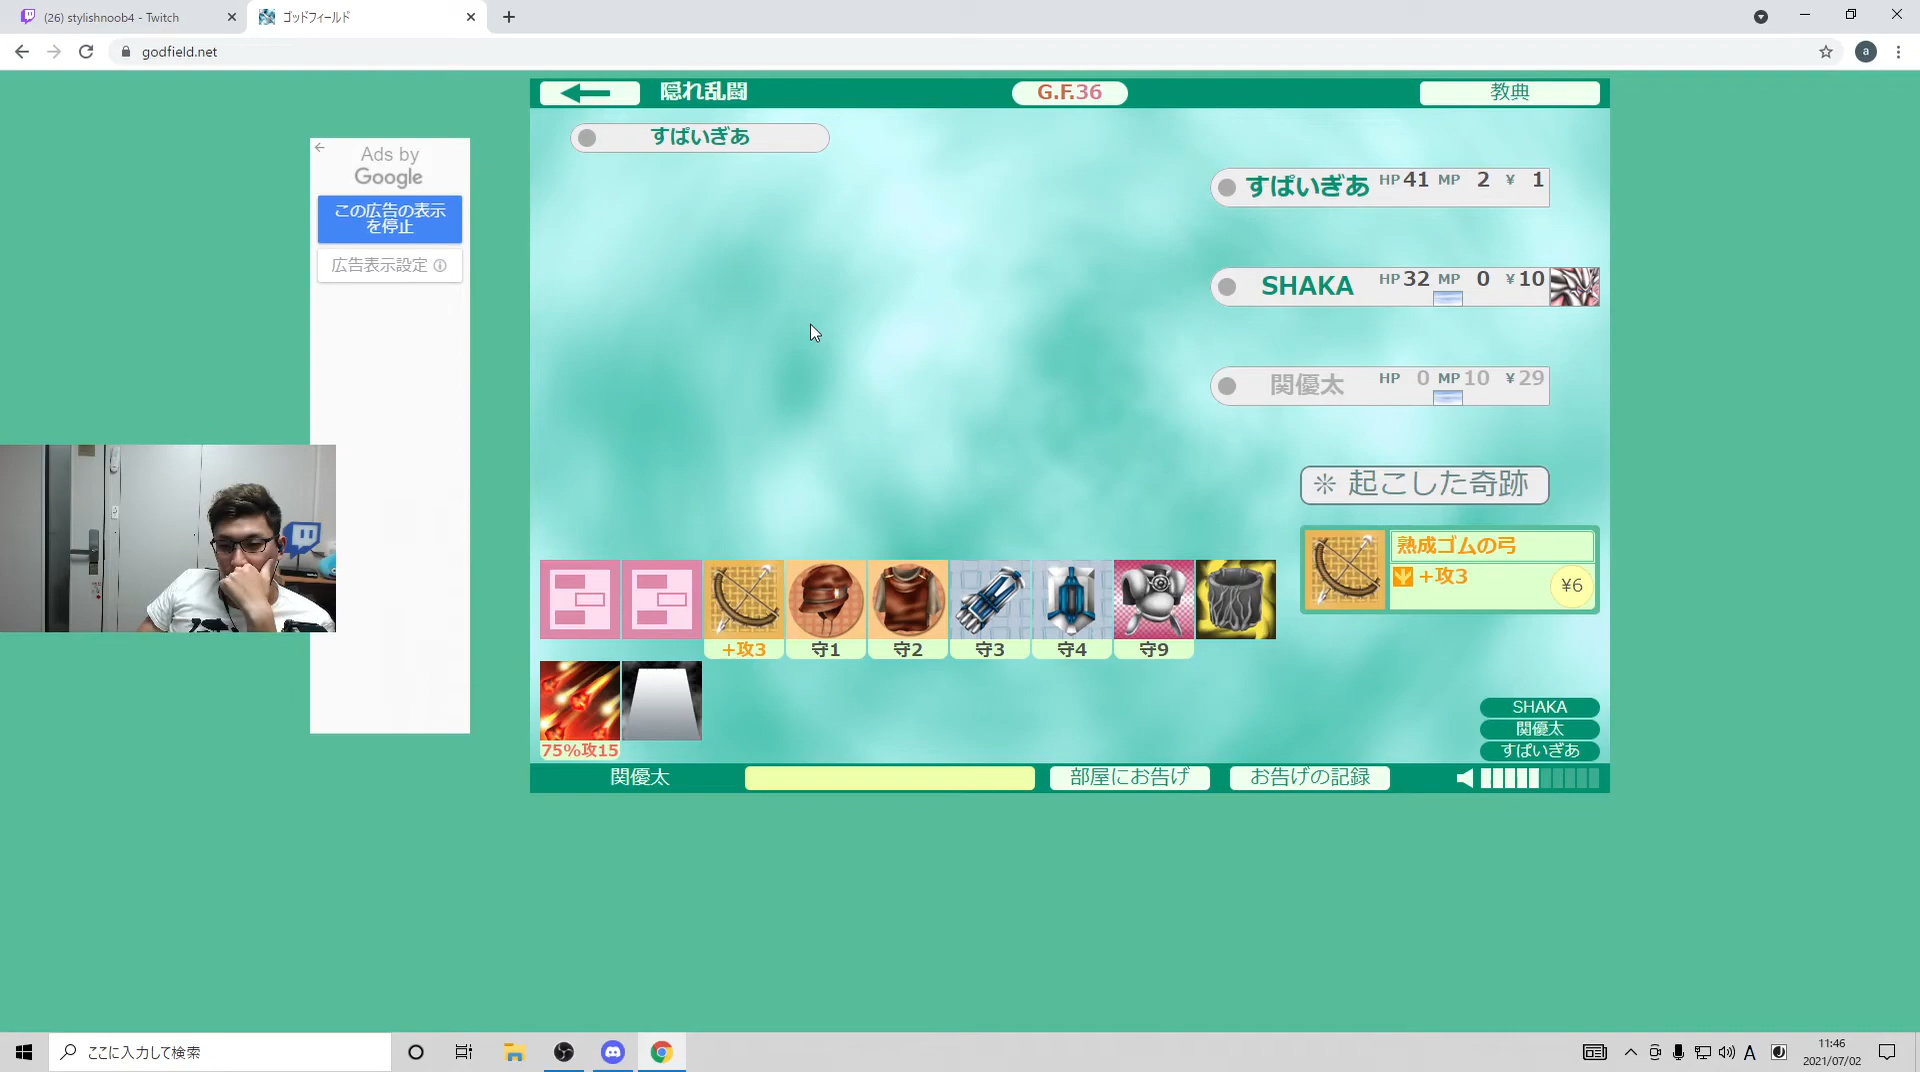 (26) stylishnoob4 - Twitch
ゴッドフィールド
godfield.net
a
隠れ乱闘
G.F.36
教典
すぱいぎあ
Ads by
Google
この広告の表示
を停止
広告表示設定
すぱいぎあ HP 41 MP 2 ¥ 1
SHAKA HP 32 MP 0 ¥10
関優太 HP 0 MP 10 ¥29
起こした奇跡
熟成ゴムの弓
+攻3
¥6
+攻3 守1 守2 守3 守4 守9
75%攻15
SHAKA
関優太
すぱいぎあ
関優太
部屋にお告げ
お告げの記録
ここに入力して検索
A
11:46
2021/07/02